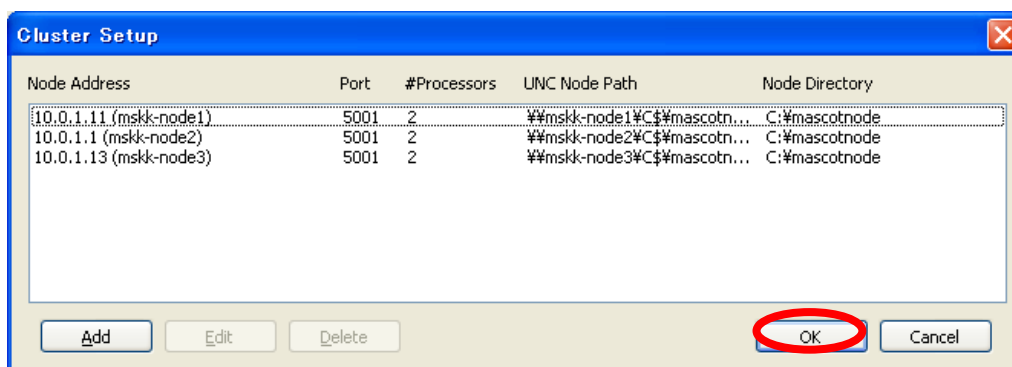 Cluster Setup
Node Address Port #Processors UNC Node Path Node Directory
10.0.1.11 (mskk-node1) 5001 2 ¥¥mskk-node1¥C$¥mascotn... C:¥mascotnode
10.0.1.1 (mskk-node2) 5001 2 ¥¥mskk-node2¥C$¥mascotn... C:¥mascotnode
10.0.1.13 (mskk-node3) 5001 2 ¥¥mskk-node3¥C$¥mascotn... C:¥mascotnode
Add Edit Delete OK Cancel